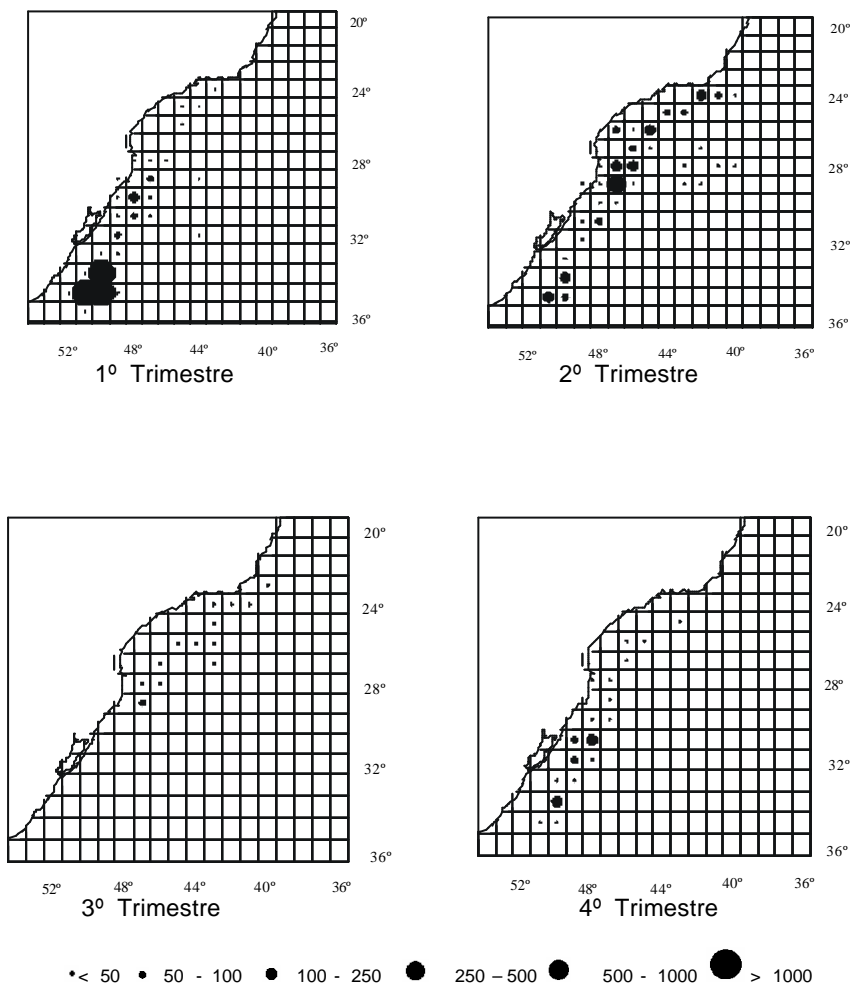 20º
24º
28º
32º
36º
52º 48º 44º 40º 36º
1º Trimestre
20º
24º
28º
32º
36º
52º 48º 44º 40º 36º
2º Trimestre
20º
24º
28º
32º
36º
52º 48º 44º 40º 36º
3º Trimestre
20º
24º
28º
32º
36º
52º 48º 44º 40º 36º
4º Trimestre
< 50 50 - 100 100 - 250 250 – 500 500 - 1000 > 1000